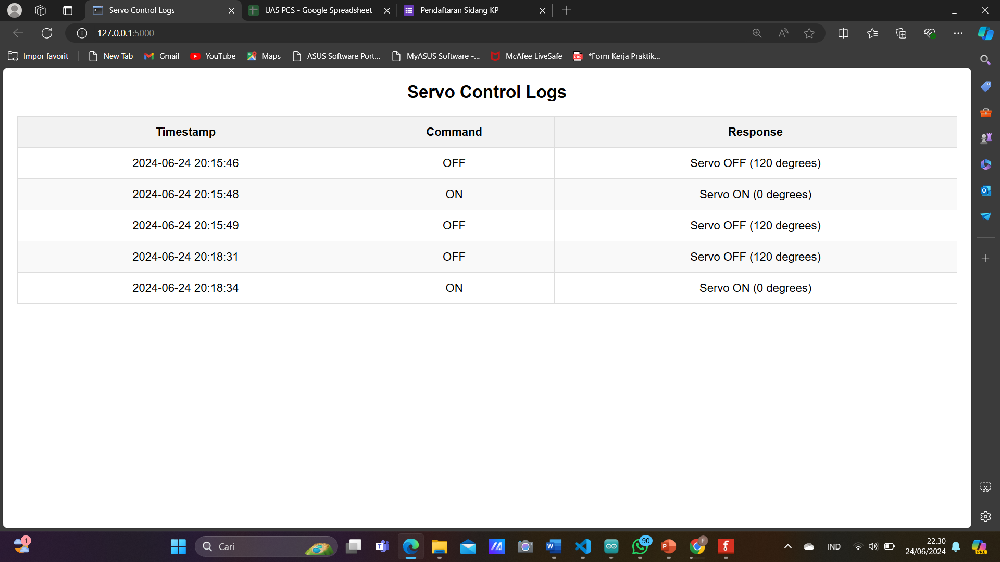 Servo Control Logs
UAS PCS - Google Spreadsheet
Pendaftaran Sidang KP
127.0.0.1:5000
Impor favorit
New Tab
Gmail
YouTube
Maps
ASUS Software Port...
MyASUS Software -...
McAfee LiveSafe
*Form Kerja Praktik...
Servo Control Logs
Timestamp Command Response
2024-06-24 20:15:46 OFF Servo OFF (120 degrees)
2024-06-24 20:15:48 ON Servo ON (0 degrees)
2024-06-24 20:15:49 OFF Servo OFF (120 degrees)
2024-06-24 20:18:31 OFF Servo OFF (120 degrees)
2024-06-24 20:18:34 ON Servo ON (0 degrees)
1
Cari
90
F
IND
22.30
24/06/2024
PRE